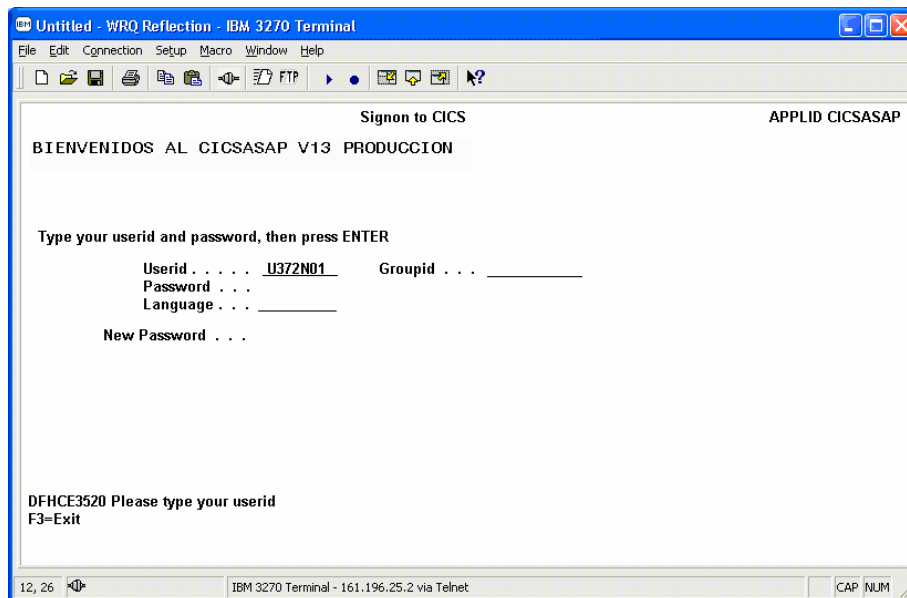 IBM Untitled - WRQ Reflection - IBM 3270 Terminal
File Edit Connection Setup Macro Window Help
FTP
Signon to CICS APPLID CICSASAP
BIENVENIDOS AL CICSASAP V13 PRODUCCION
Type your userid and password, then press ENTER
Userid . . . . . U372N01 Groupid . . .
Password . . .
Language . . .
New Password . . .
DFHCE3520 Please type your userid
F3=Exit
12, 26 IBM 3270 Terminal - 161.196.25.2 via Telnet CAP NUM